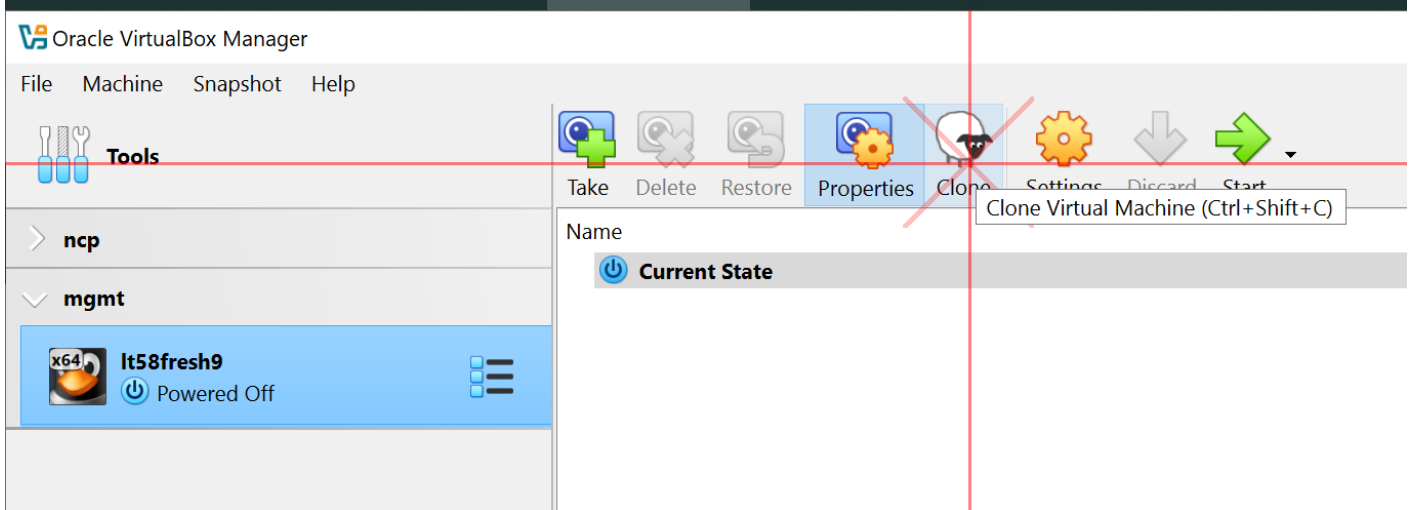 Oracle VirtualBox Manager
File Machine Snapshot Help
Tools
Take Delete Restore Properties Clone Settings Discard Start
Clone Virtual Machine (Ctrl+Shift+C)
ncp
Name
Current State
mgmt
x64
lt58fresh9
Powered Off